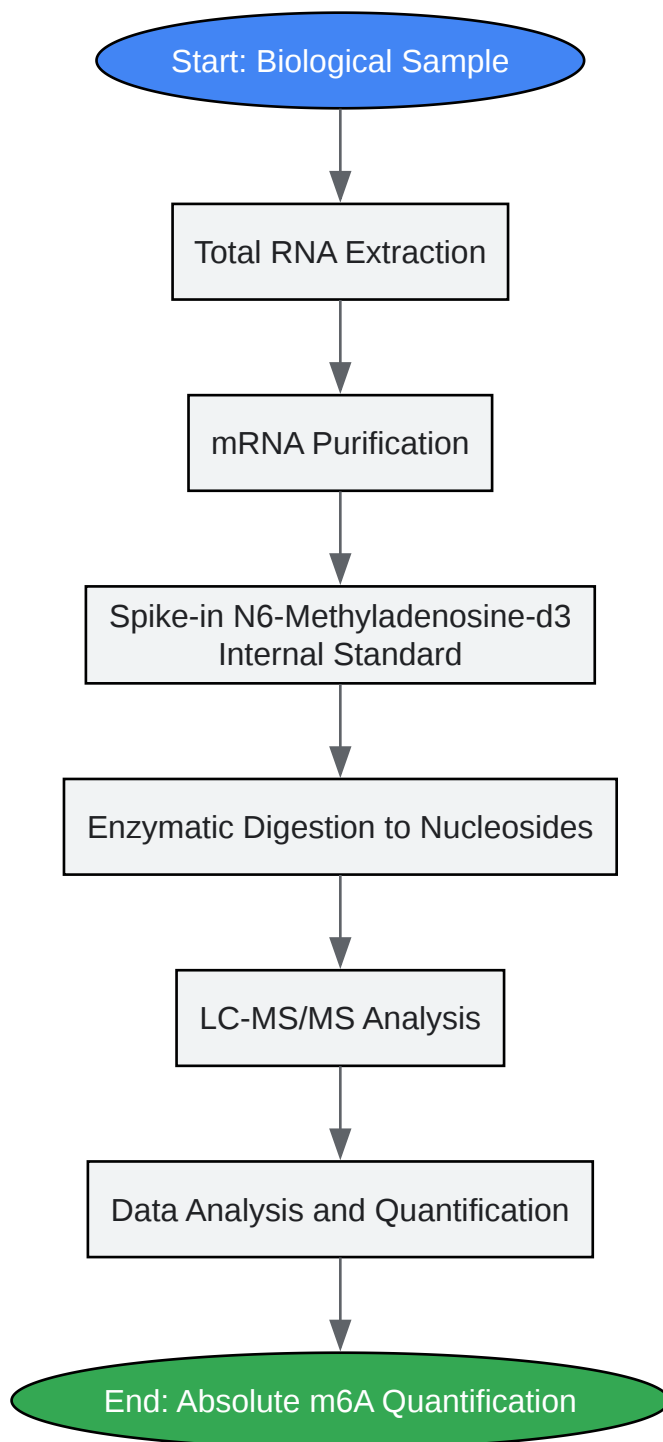 Start: Biological Sample
Total RNA Extraction
mRNA Purification
Spike-in N6-Methyladenosine-d3
Internal Standard
Enzymatic Digestion to Nucleosides
LC-MS/MS Analysis
Data Analysis and Quantification
End: Absolute m6A Quantification